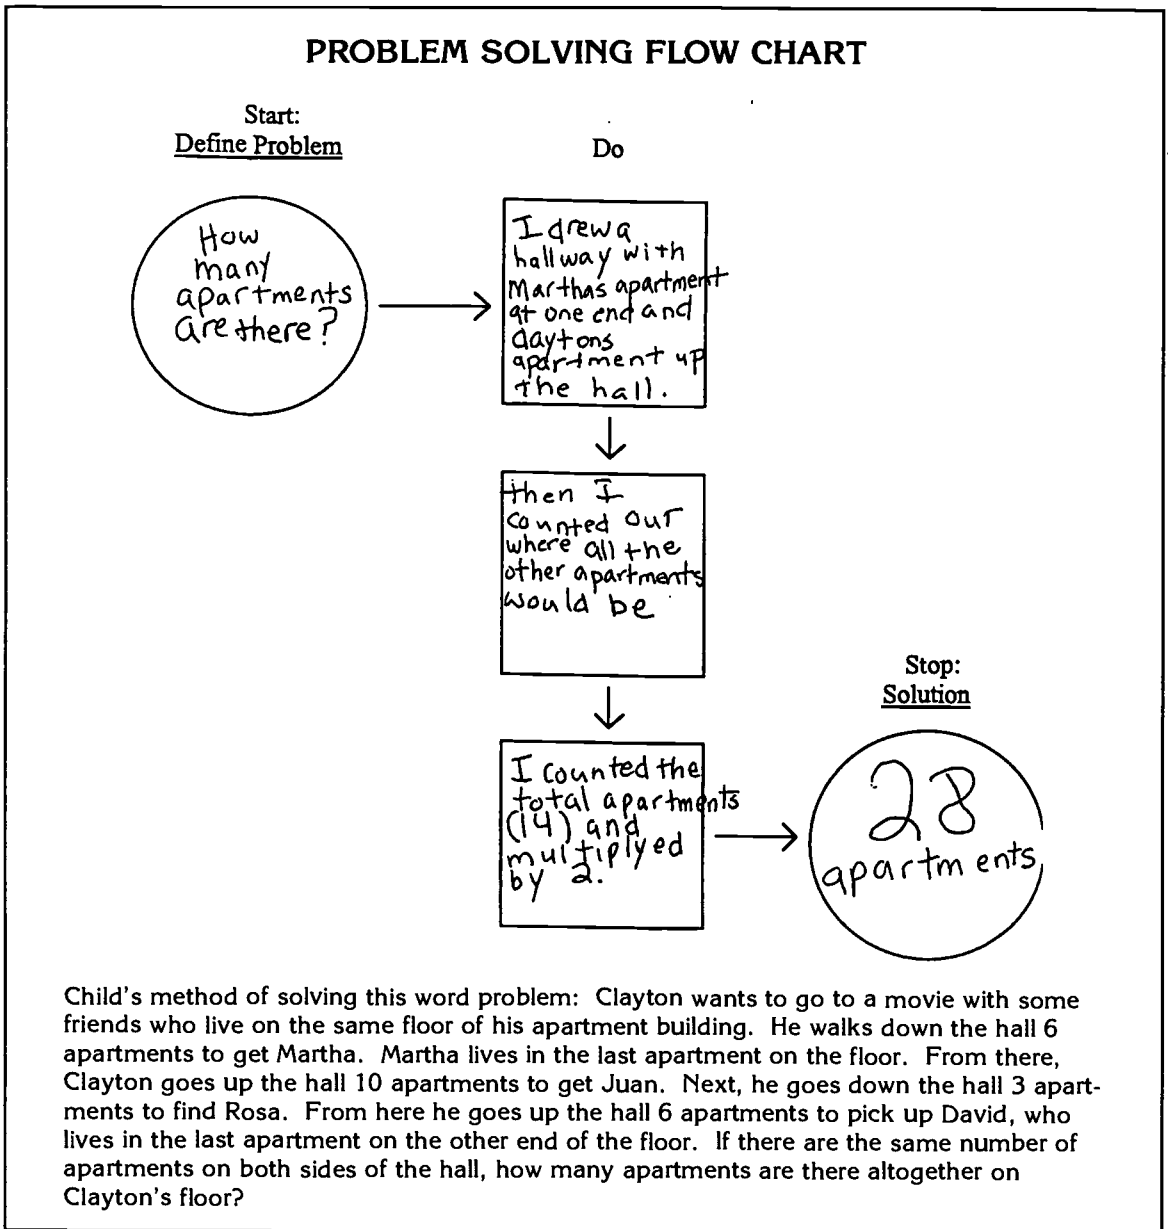 PROBLEM SOLVING FLOW CHART
Start:
Define Problem
Do
How
many
apartments
are there?
I drew a
hallway with
Marthas apartment
at one end and
claytons
apartment up
the hall.
then I
counted out
where all the
other apartments
would be
I counted the
total apartments
(14) and
multiplyed
by 2.
Stop:
Solution
28
apartments
Child's method of solving this word problem: Clayton wants to go to a movie with some
friends who live on the same floor of his apartment building. He walks down the hall 6
apartments to get Martha. Martha lives in the last apartment on the floor. From there,
Clayton goes up the hall 10 apartments to get Juan. Next, he goes down the hall 3 apart-
ments to find Rosa. From here he goes up the hall 6 apartments to pick up David, who
lives in the last apartment on the other end of the floor. If there are the same number of
apartments on both sides of the hall, how many apartments are there altogether on
Clayton's floor?